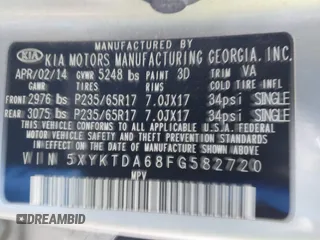 MANUFACTURED BY
KIA KIA MOTORS MANUFACTURING GEORGIA, INC.
APR/02/14 GVWR 5248 lbs PAINT 3D TRIM VA
TIRES RIMS COLD TIRE INFL
FRONT 2976 lbs P235/65R17 7.0JX17 34psi SINGLE
REAR 3075 lbs P235/65R17 7.0JX17 34psi SINGLE
THIS VEHICLE CONFORMS TO ALL APPLICABLE
FEDERAL MOTOR VEHICLE SAFETY, BUMPER,
AND THEFT PREVENTION STANDARDS IN EFFECT
ON THE DATE OF MANUFACTURE SHOWN ABOVE.
VIN 5XYKTDA68FG582720
MPV
© CARDEALER